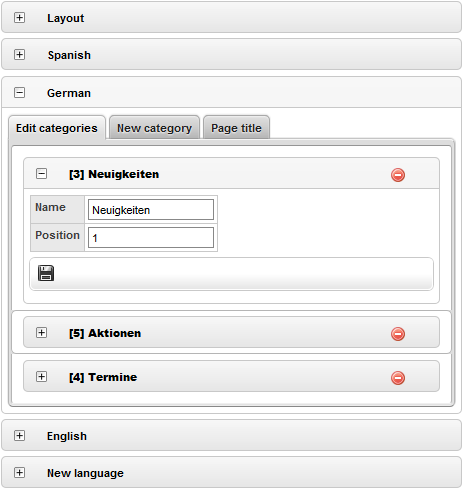 Layout
Spanish
German
Edit categories New category Page title
[3] Neuigkeiten
Name Neuigkeiten
Position 1
[5] Aktionen
[4] Termine
English
New language